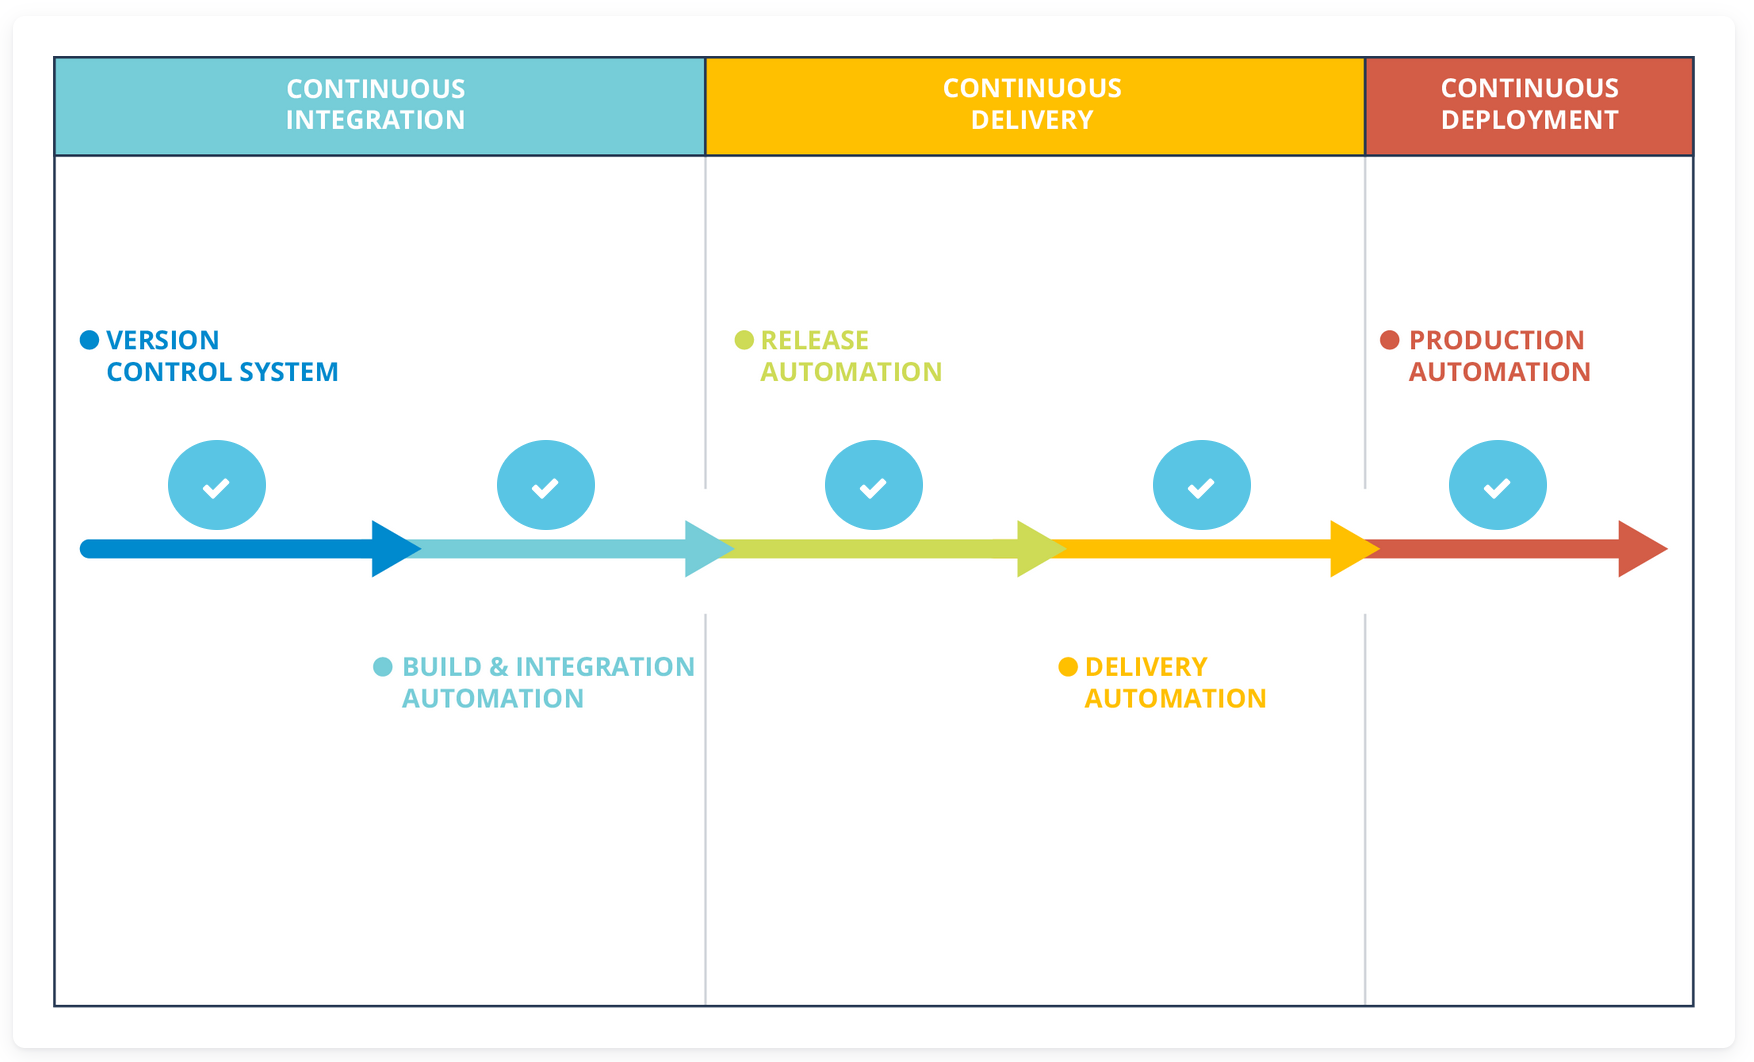 CONTINUOUS
INTEGRATION
CONTINUOUS
DELIVERY
CONTINUOUS
DEPLOYMENT
VERSION
CONTROL SYSTEM
RELEASE
AUTOMATION
PRODUCTION
AUTOMATION
BUILD & INTEGRATION
AUTOMATION
DELIVERY
AUTOMATION